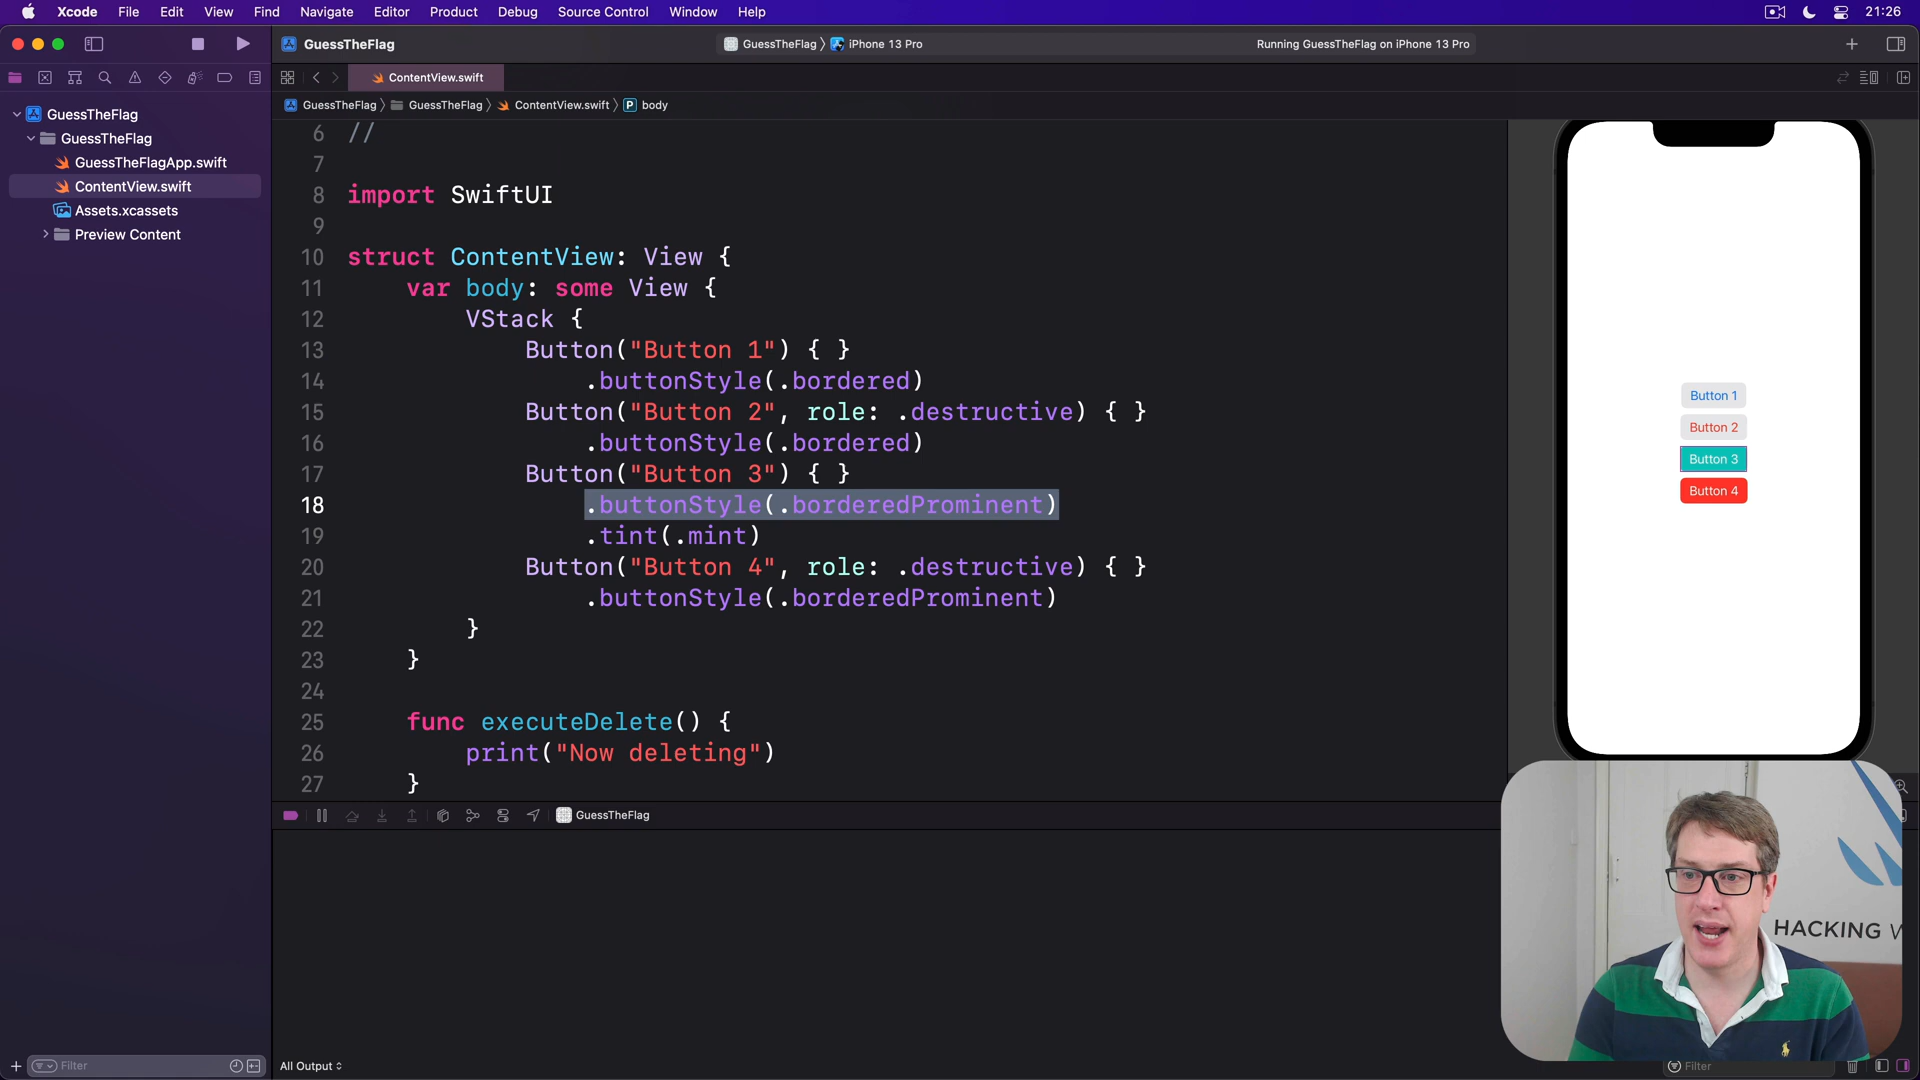 Xcode File Edit View Find Navigate Editor Product Debug Source Control Window Help 21:26
GuessTheFlag
GuessTheFlag iPhone 13 Pro
Running GuessTheFlag on iPhone 13 Pro
ContentView.swift
GuessTheFlag GuessTheFlag ContentView.swift P body
GuessTheFlag
GuessTheFlag
GuessTheFlagApp.swift
ContentView.swift
Assets.xcassets
Preview Content
6 //
7
8 import SwiftUI
9
10 struct ContentView: View {
11 var body: some View {
12 VStack {
13 Button("Button 1") { }
14 .buttonStyle(.bordered)
15 Button("Button 2", role: .destructive) { }
16 .buttonStyle(.bordered)
17 Button("Button 3") { }
18 .buttonStyle(.borderedProminent)
19 .tint(.mint)
20 Button("Button 4", role: .destructive) { }
21 .buttonStyle(.borderedProminent)
22 }
23 }
24
25 func executeDelete() {
26 print("Now deleting")
27 }
Button 1
Button 2
Button 3
Button 4
GuessTheFlag
HACKING W
Filter
All Output
Filter